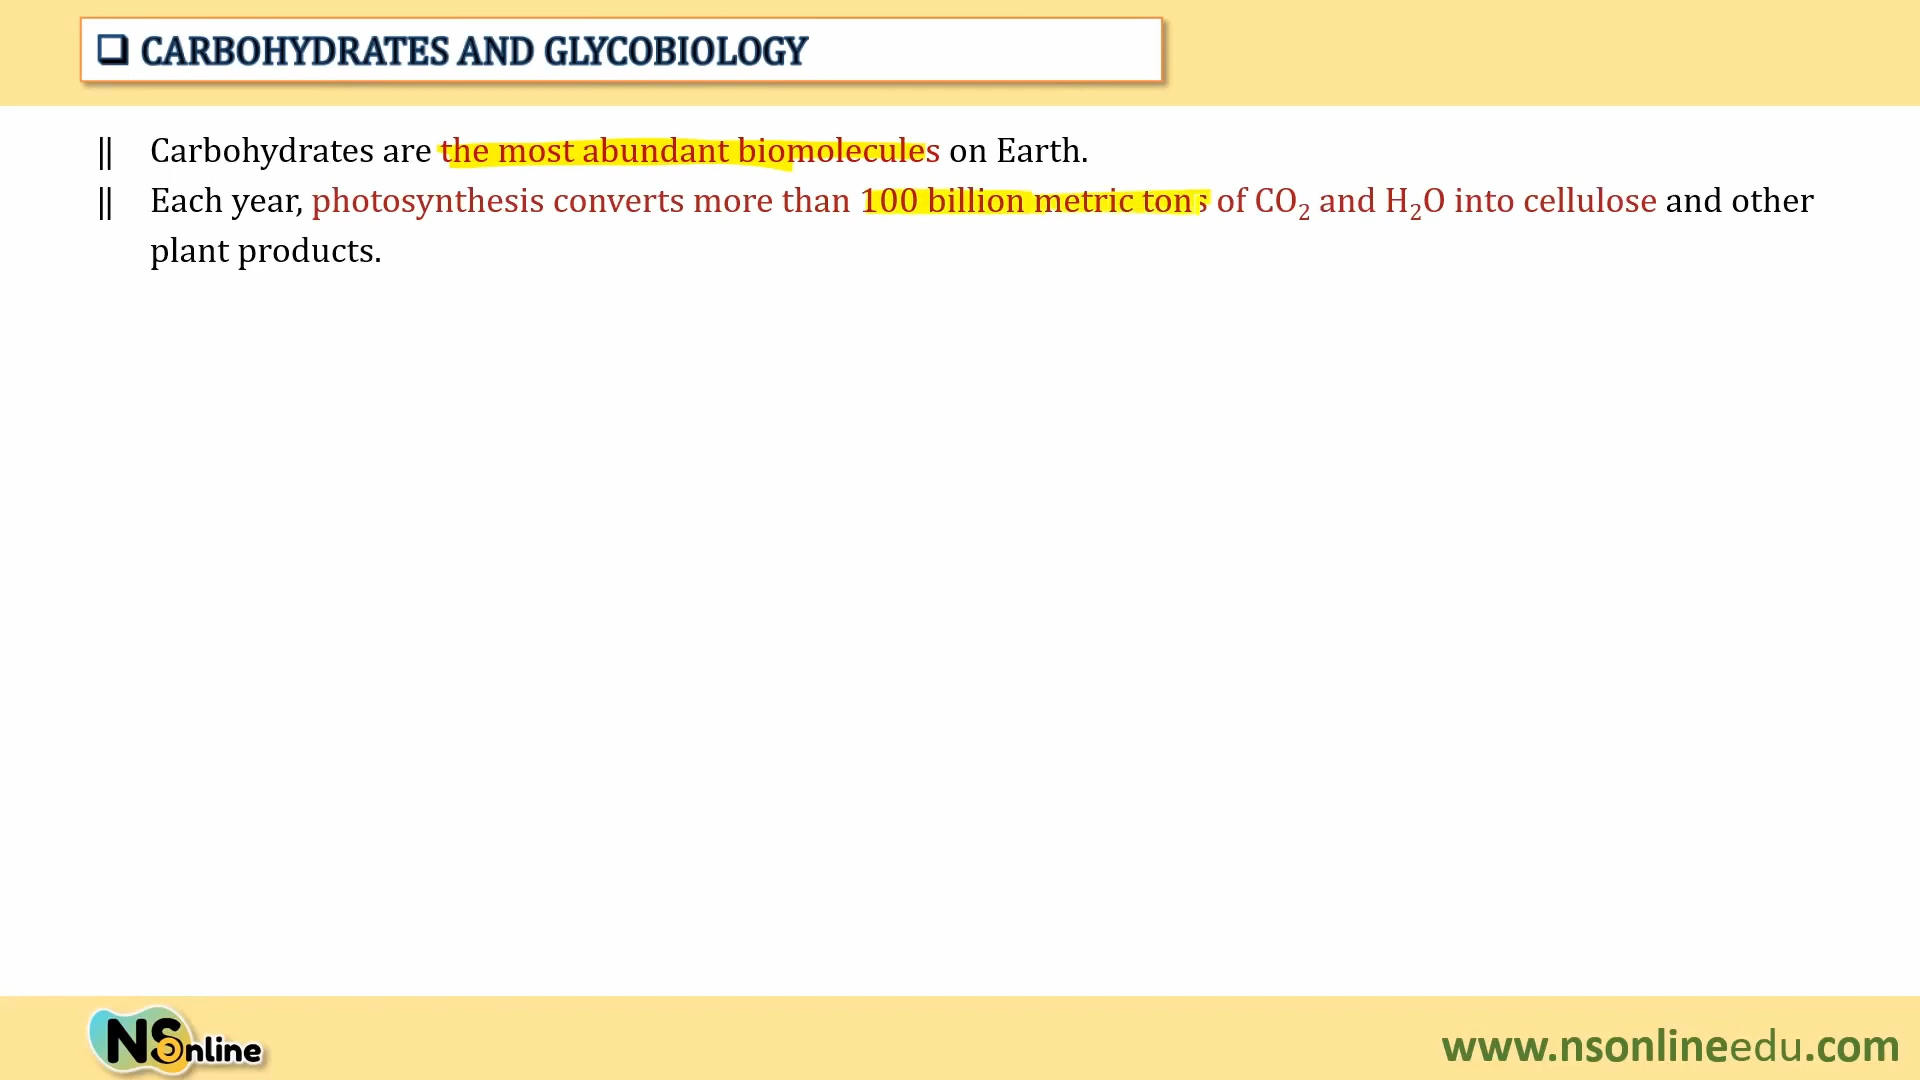 ❑ CARBOHYDRATES AND GLYCOBIOLOGY
|| Carbohydrates are the most abundant biomolecules on Earth.
|| Each year, photosynthesis converts more than 100 billion metric tons of CO₂ and H₂O into cellulose and other
plant products.
NSOnline
www.nsonlineedu.com